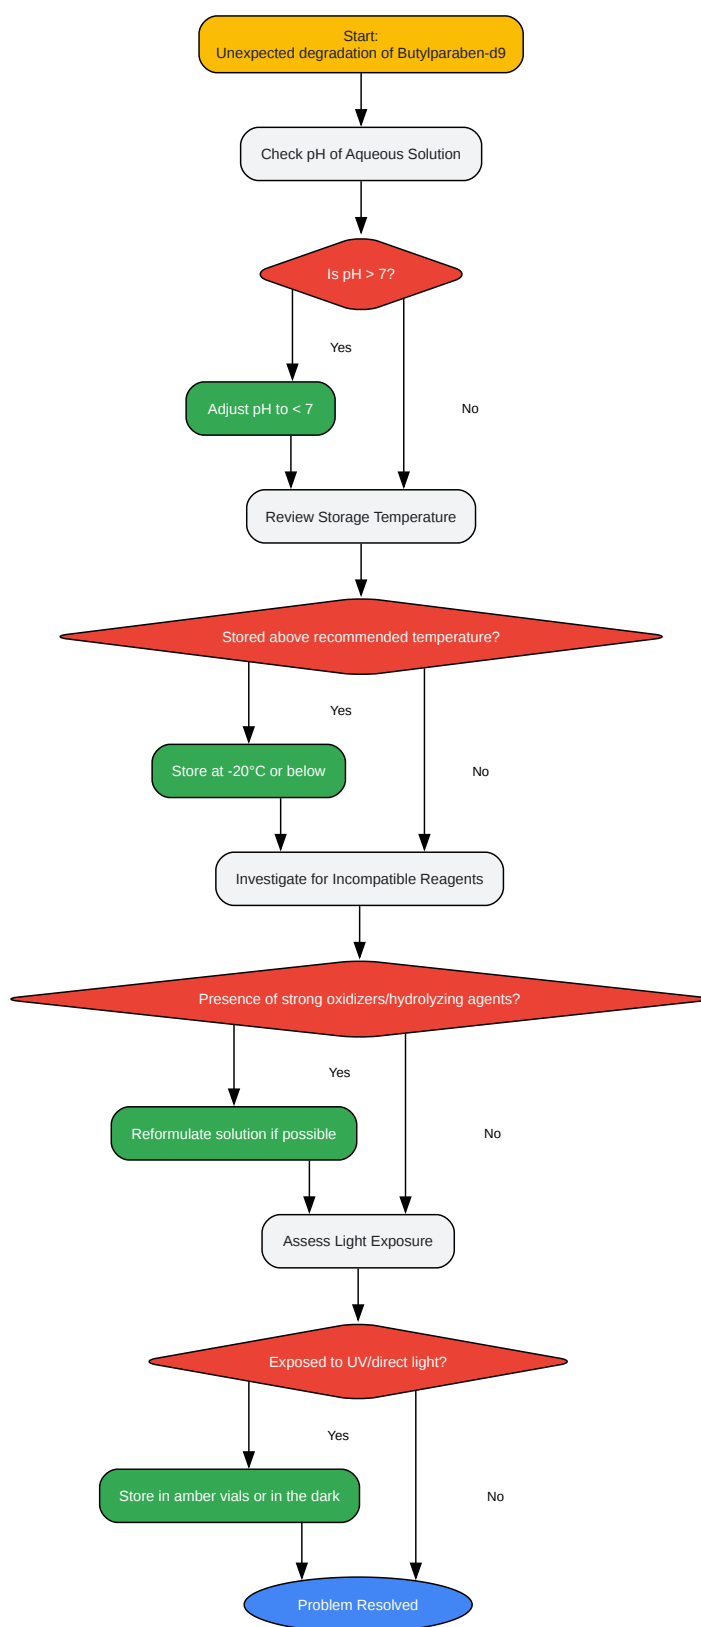 Start:
Unexpected degradation of Butylparaben-d9
Check pH of Aqueous Solution
Is pH > 7?
Yes
Adjust pH to < 7
No
Review Storage Temperature
Stored above recommended temperature?
Yes
Store at -20°C or below
No
Investigate for Incompatible Reagents
Presence of strong oxidizers/hydrolyzing agents?
Yes
Reformulate solution if possible
No
Assess Light Exposure
Exposed to UV/direct light?
Yes
Store in amber vials or in the dark
No
Problem Resolved